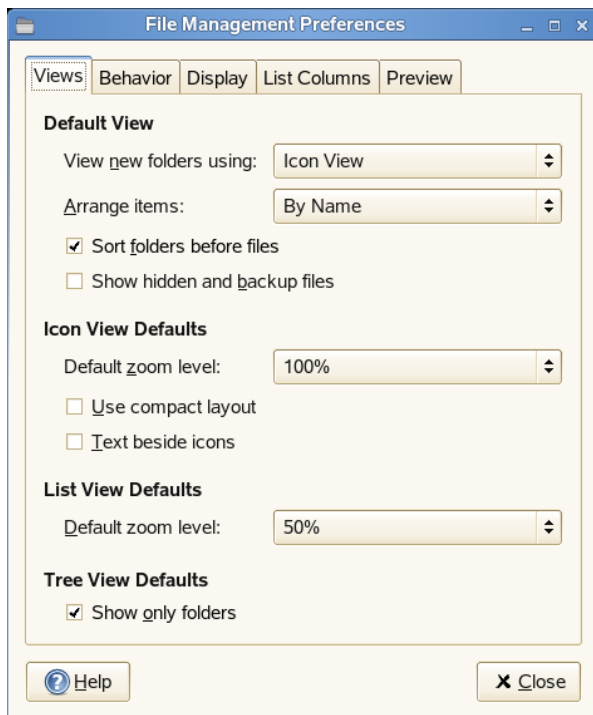 File Management Preferences
Views Behavior Display List Columns Preview
Default View
View new folders using: Icon View
Arrange items: By Name
Sort folders before files
Show hidden and backup files
Icon View Defaults
Default zoom level: 100%
Use compact layout
Text beside icons
List View Defaults
Default zoom level: 50%
Tree View Defaults
Show only folders
Help Close